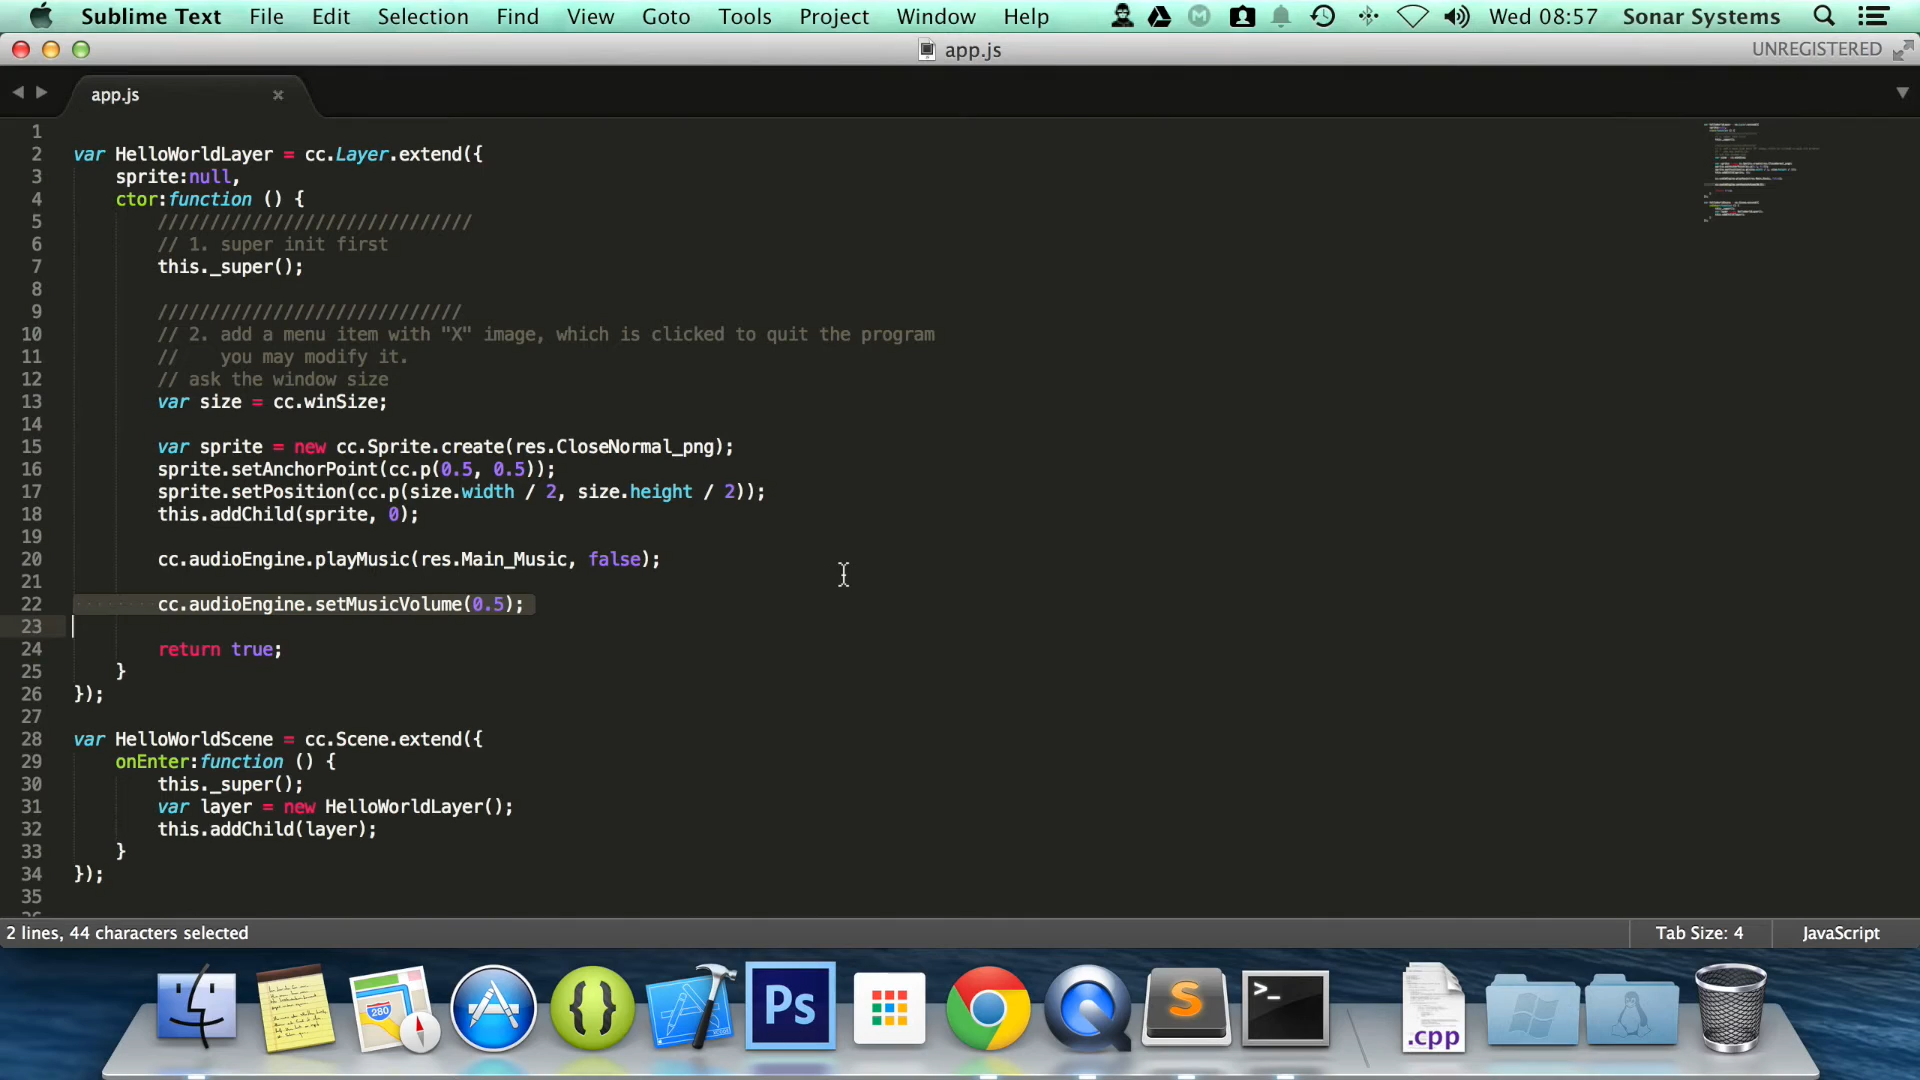 Sublime Text File Edit Selection Find View Goto Tools Project Window Help Wed 08:57 Sonar Systems
app.js UNREGISTERED
app.js
1
2 var HelloWorldLayer = cc.Layer.extend({
3 sprite:null,
4 ctor:function () {
5 //////////////////////////////
6 // 1. super init first
7 this._super();
8
9 /////////////////////////////
10 // 2. add a menu item with "X" image, which is clicked to quit the program
11 // you may modify it.
12 // ask the window size
13 var size = cc.winSize;
14
15 var sprite = new cc.Sprite.create(res.CloseNormal_png);
16 sprite.setAnchorPoint(cc.p(0.5, 0.5));
17 sprite.setPosition(cc.p(size.width / 2, size.height / 2));
18 this.addChild(sprite, 0);
19
20 cc.audioEngine.playMusic(res.Main_Music, false);
21
22 cc.audioEngine.setMusicVolume(0.5);
23
24 return true;
25 }
26 });
27
28 var HelloWorldScene = cc.Scene.extend({
29 onEnter:function () {
30 this._super();
31 var layer = new HelloWorldLayer();
32 this.addChild(layer);
33 }
34 });
35
2 lines, 44 characters selected Tab Size: 4 JavaScript
280 {} Ps S >_ .cpp